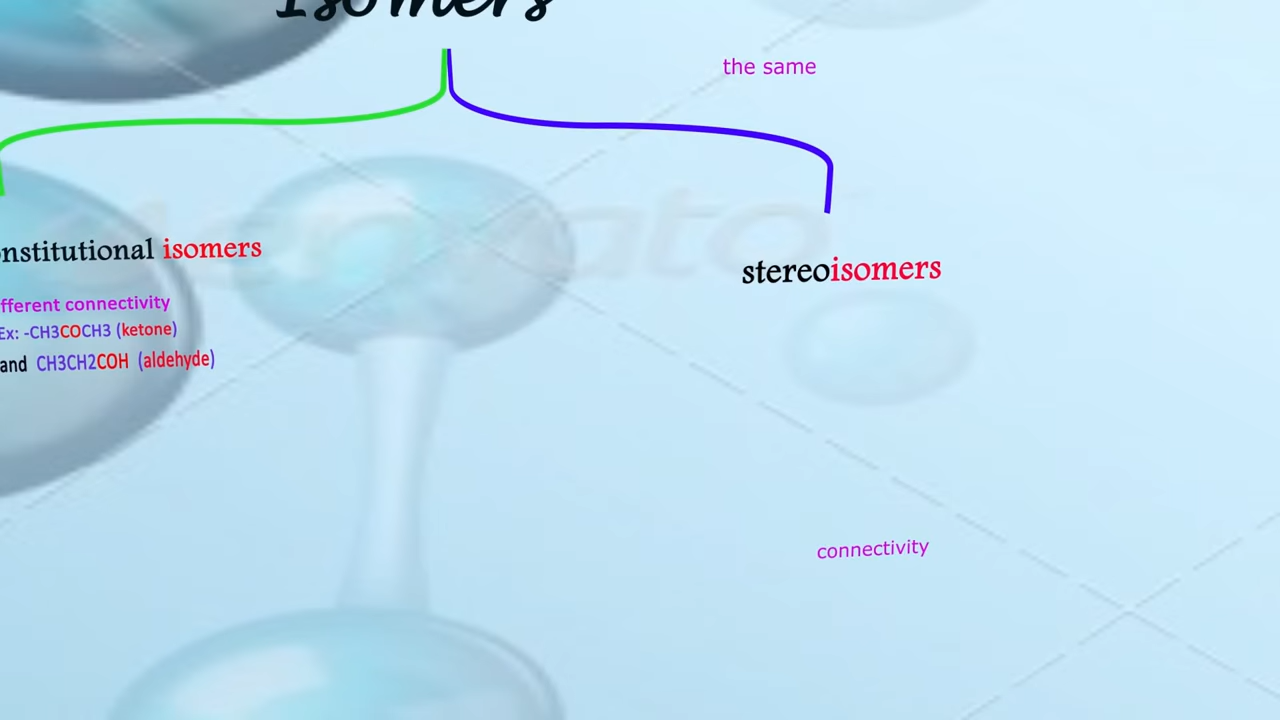 Isomers
the same
nstitutional isomers
stereoisomers
fferent connectivity
Ex: -CH3COCH3 (ketone)
and CH3CH2COH (aldehyde)
connectivity